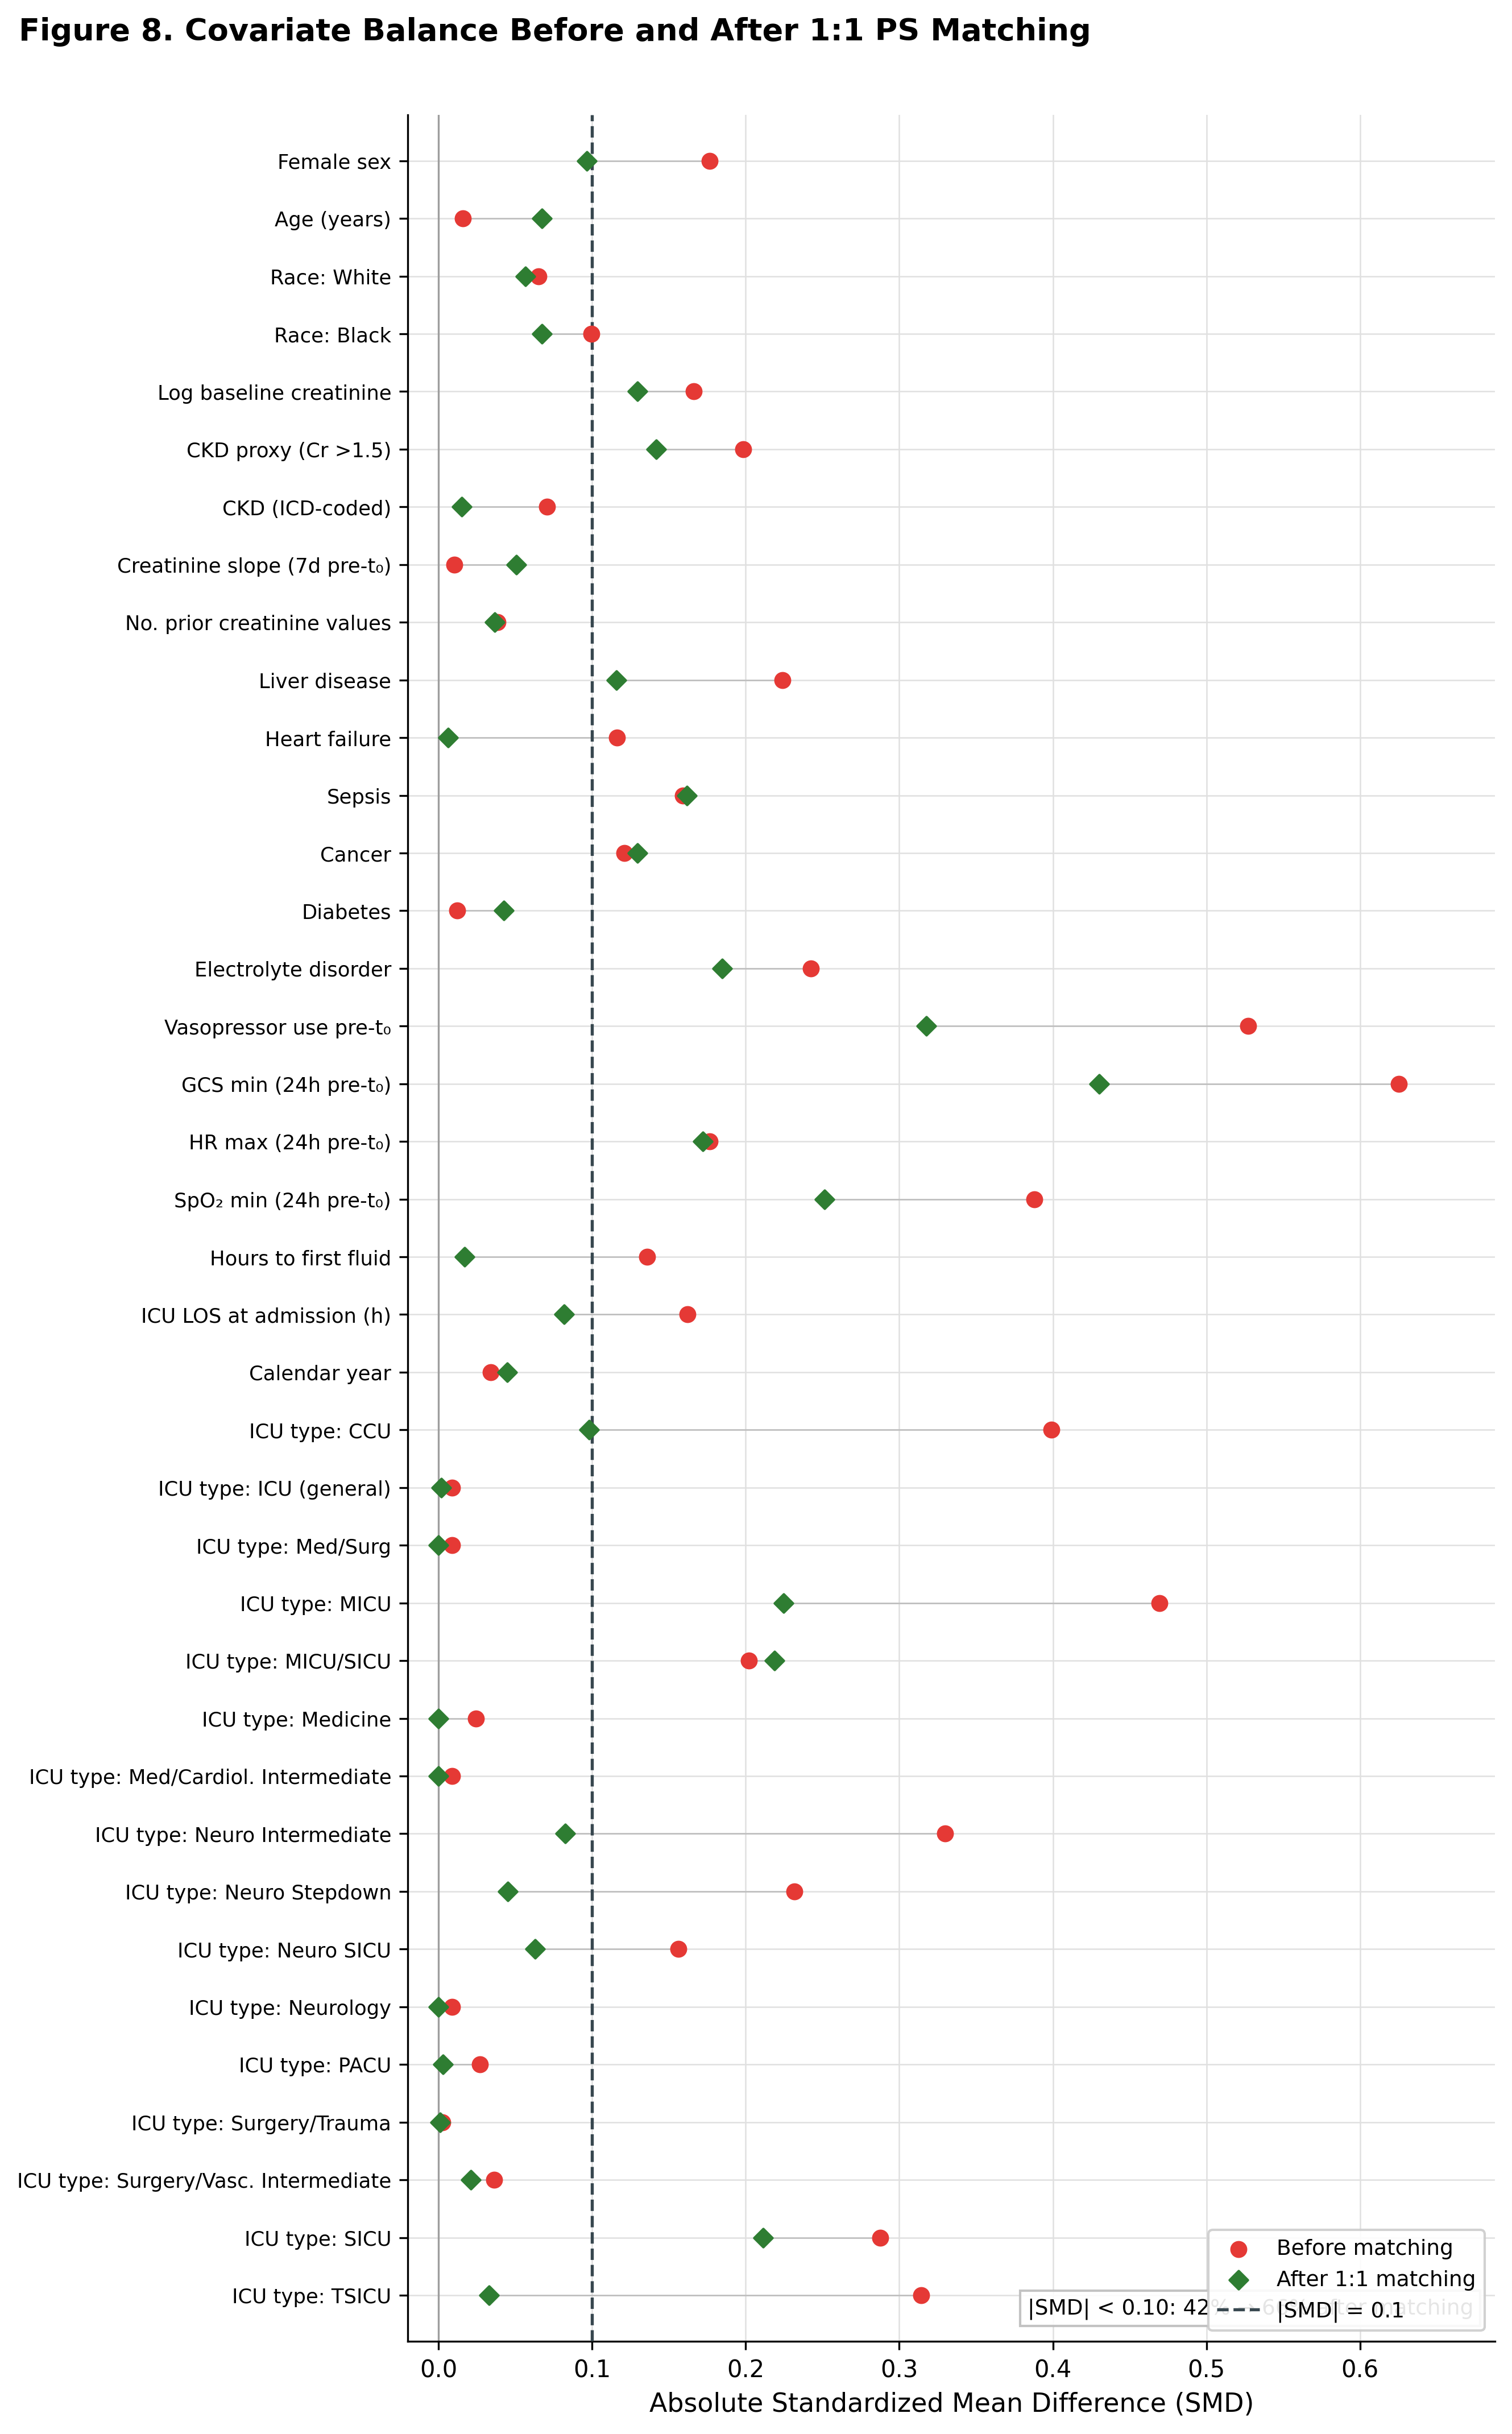 Figure 8. Covariate Balance Before and After 1:1 PS Matching
Female sex
Age (years)
Race: White
Race: Black
Log baseline creatinine
CKD proxy (Cr >1.5)
CKD (ICD-coded)
Creatinine slope (7d pre-t₀)
No. prior creatinine values
Liver disease
Heart failure
Sepsis
Cancer
Diabetes
Electrolyte disorder
Vasopressor use pre-t₀
GCS min (24h pre-t₀)
HR max (24h pre-t₀)
SpO₂ min (24h pre-t₀)
Hours to first fluid
ICU LOS at admission (h)
Calendar year
ICU type: CCU
ICU type: ICU (general)
ICU type: Med/Surg
ICU type: MICU
ICU type: MICU/SICU
ICU type: Medicine
ICU type: Med/Cardiol. Intermediate
ICU type: Neuro Intermediate
ICU type: Neuro Stepdown
ICU type: Neuro SICU
ICU type: Neurology
ICU type: PACU
ICU type: Surgery/Trauma
ICU type: Surgery/Vasc. Intermediate
ICU type: SICU
ICU type: TSICU
Before matching
After 1:1 matching
|SMD| = 0.1
|SMD| < 0.10: 42% after matching
0.0 0.1 0.2 0.3 0.4 0.5 0.6
Absolute Standardized Mean Difference (SMD)